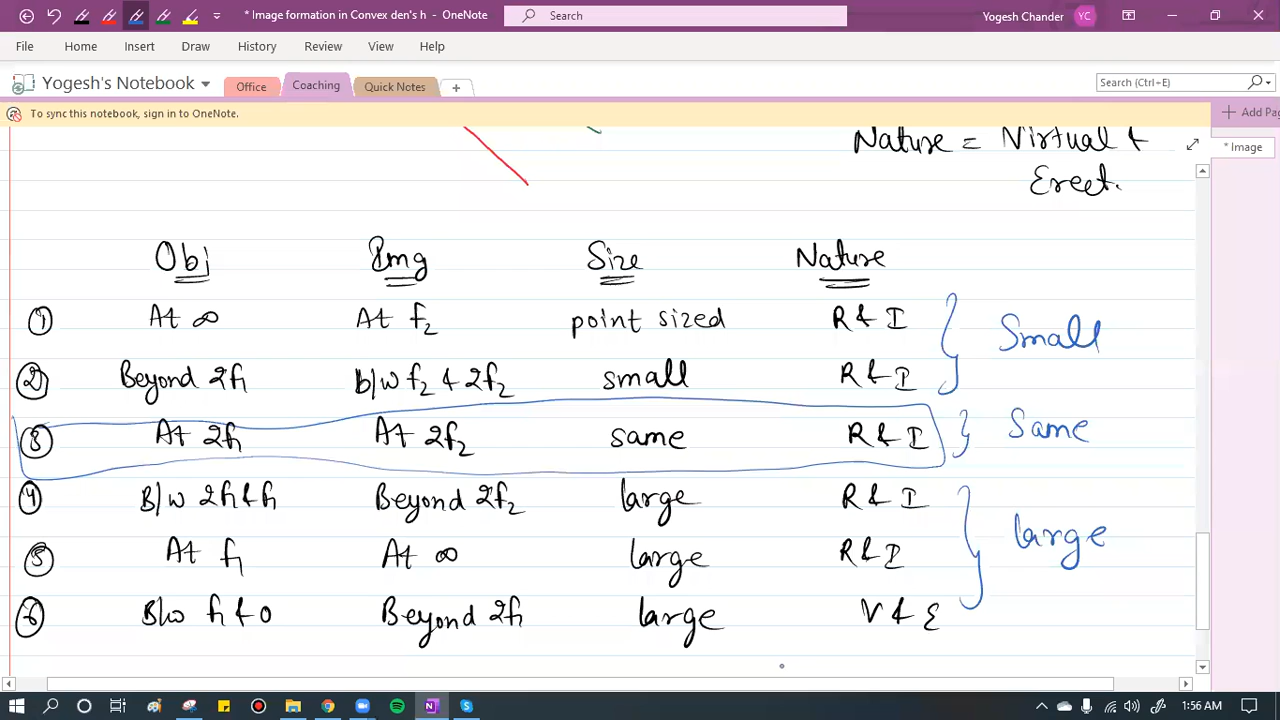 * Image formation in Convex den's h - OneNote
Search
Yogesh Chander
YC
File Home Insert Draw History Review View Help
Yogesh's Notebook
Office
Coaching
Quick Notes
Search (Ctrl+E)
To sync this notebook, sign in to OneNote.
Add Pag
* Image
Nature = Virtual &
Erect.
Obj Img Size Nature
① At ∞ At f₂ point sized R & I
Small
② Beyond 2f₁ b/w f₂ & 2f₂ small R & I
③ At 2f₁ At 2f₂ same R & I
Same
④ B/w 2f₁ & f₁ Beyond 2f₂ large R & I
large
⑤ At f₁ At ∞ large R & I
⑥ B/w f₁ & O Beyond 2f₁ large V & E
1:56 AM